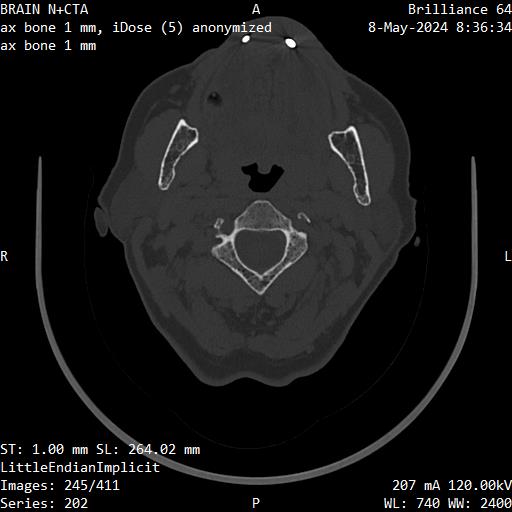 BRAIN N+CTA
A
Brilliance 64
ax bone 1 mm, iDose (5) anonymized
8-May-2024 8:36:34
ax bone 1 mm
R
L
ST: 1.00 mm SL: 264.02 mm
LittleEndianImplicit
Images: 245/411
207 mA 120.00kV
Series: 202
P
WL: 740 WW: 2400